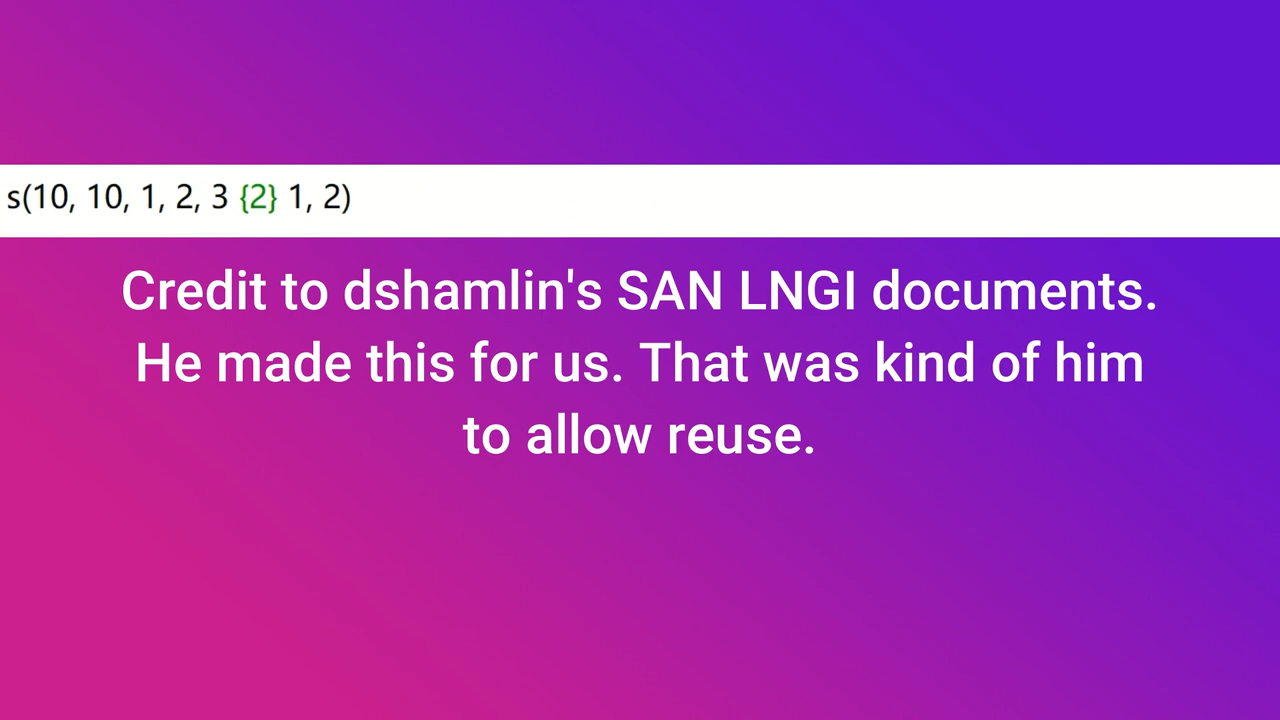 s(10, 10, 1, 2, 3 {2} 1, 2)
Credit to dshamlin's SAN LNGI documents.
He made this for us. That was kind of him
to allow reuse.